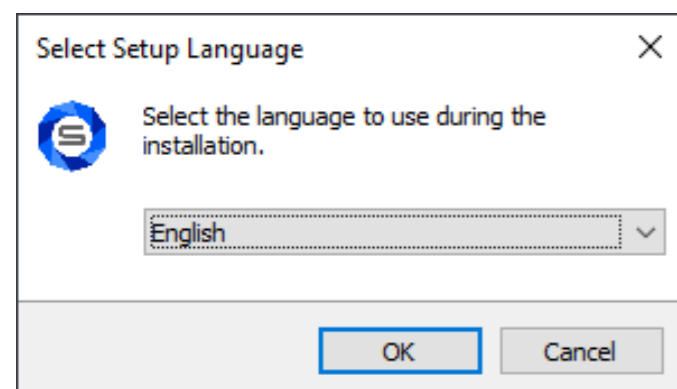 Select Setup Language
S
Select the language to use during the
installation.
English
OK
Cancel